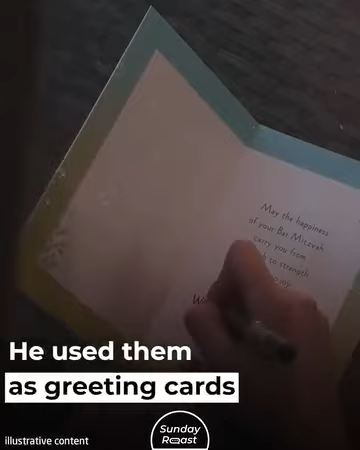 May the happiness
of your Bar Mitzvah
carry you from
to strength
He used them
as greeting cards
Sunday
Roast
illustrative content